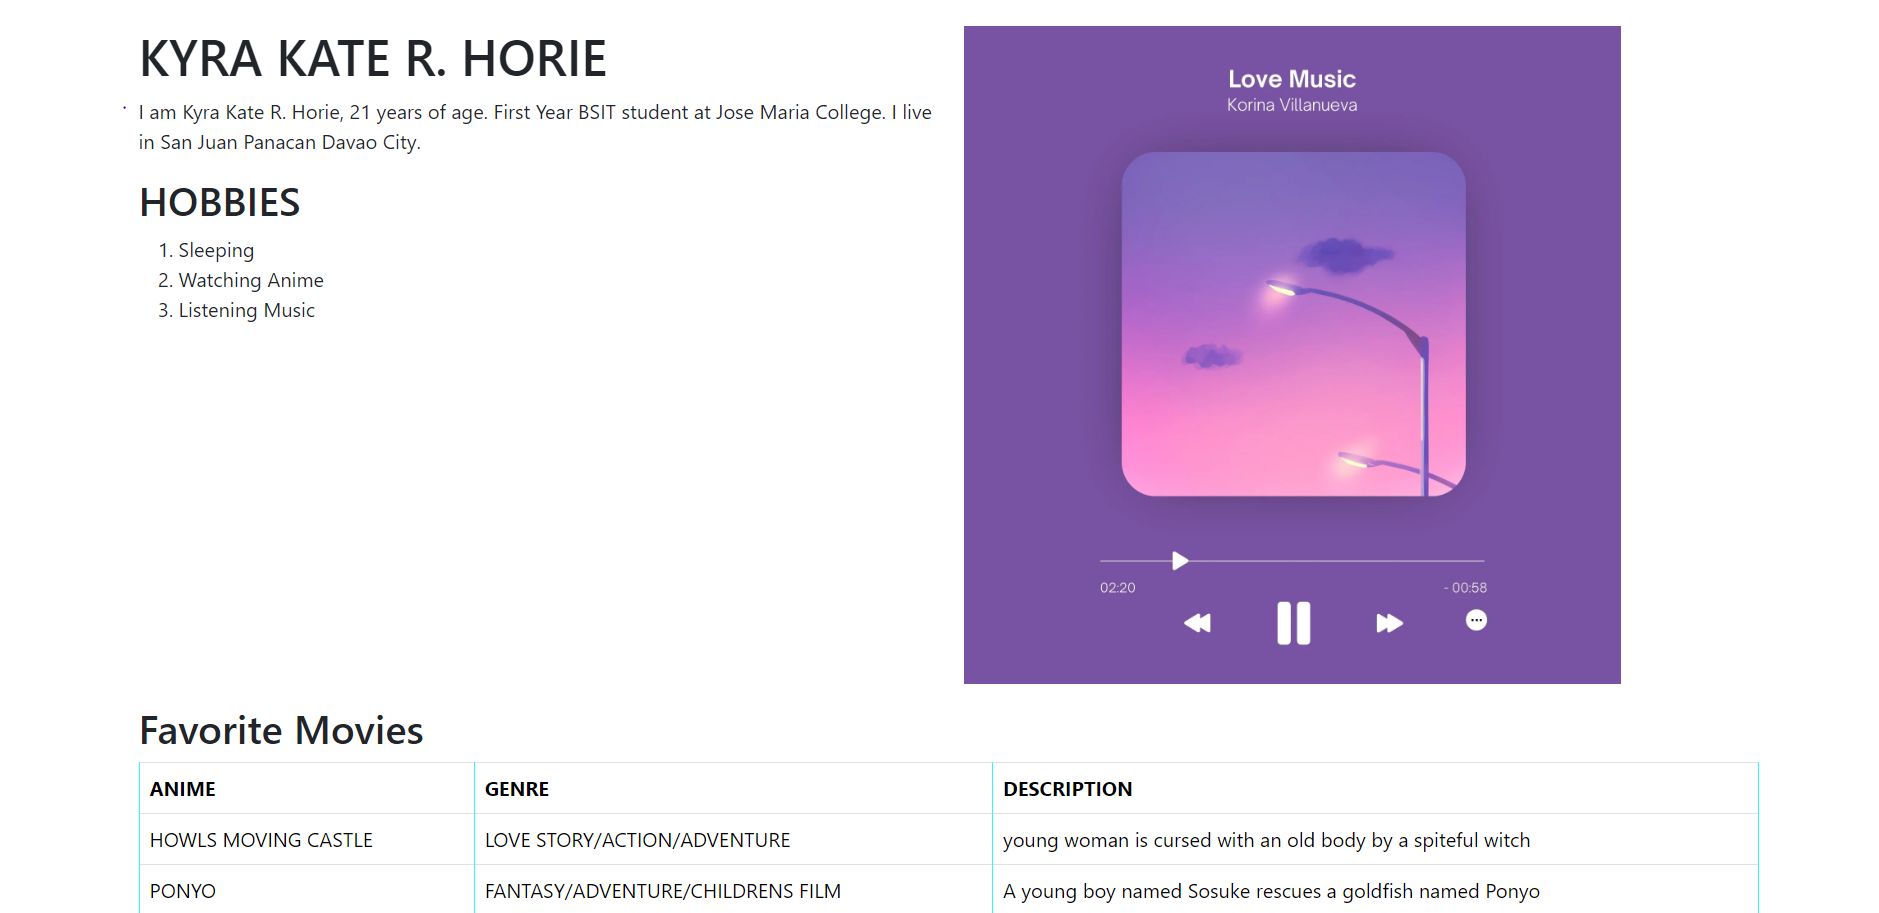 KYRA KATE R. HORIE
I am Kyra Kate R. Horie, 21 years of age. First Year BSIT student at Jose Maria College. I live
in San Juan Panacan Davao City.
HOBBIES
1. Sleeping
2. Watching Anime
3. Listening Music
Love Music
Korina Villanueva
02:20
- 00:58
Favorite Movies
ANIME GENRE DESCRIPTION
HOWLS MOVING CASTLE LOVE STORY/ACTION/ADVENTURE young woman is cursed with an old body by a spiteful witch
PONYO FANTASY/ADVENTURE/CHILDRENS FILM A young boy named Sosuke rescues a goldfish named Ponyo